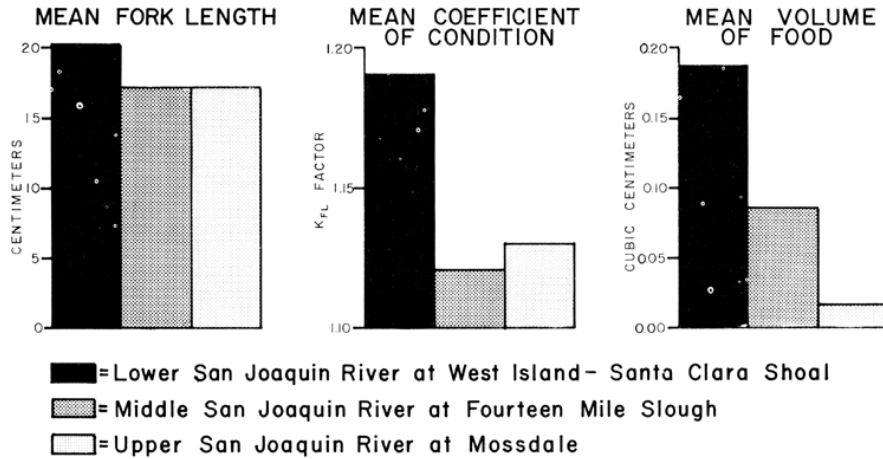 MEAN FORK LENGTH
20
15
10
5
0
CENTIMETERS
MEAN COEFFICIENT
OF CONDITION
1.20
1.15
1.10
KFL FACTOR
MEAN VOLUME
OF FOOD
0.20
0.15
0.10
0.05
0.00
CUBIC CENTIMETERS
= Lower San Joaquin River at West Island - Santa Clara Shoal
= Middle San Joaquin River at Fourteen Mile Slough
= Upper San Joaquin River at Mossdale